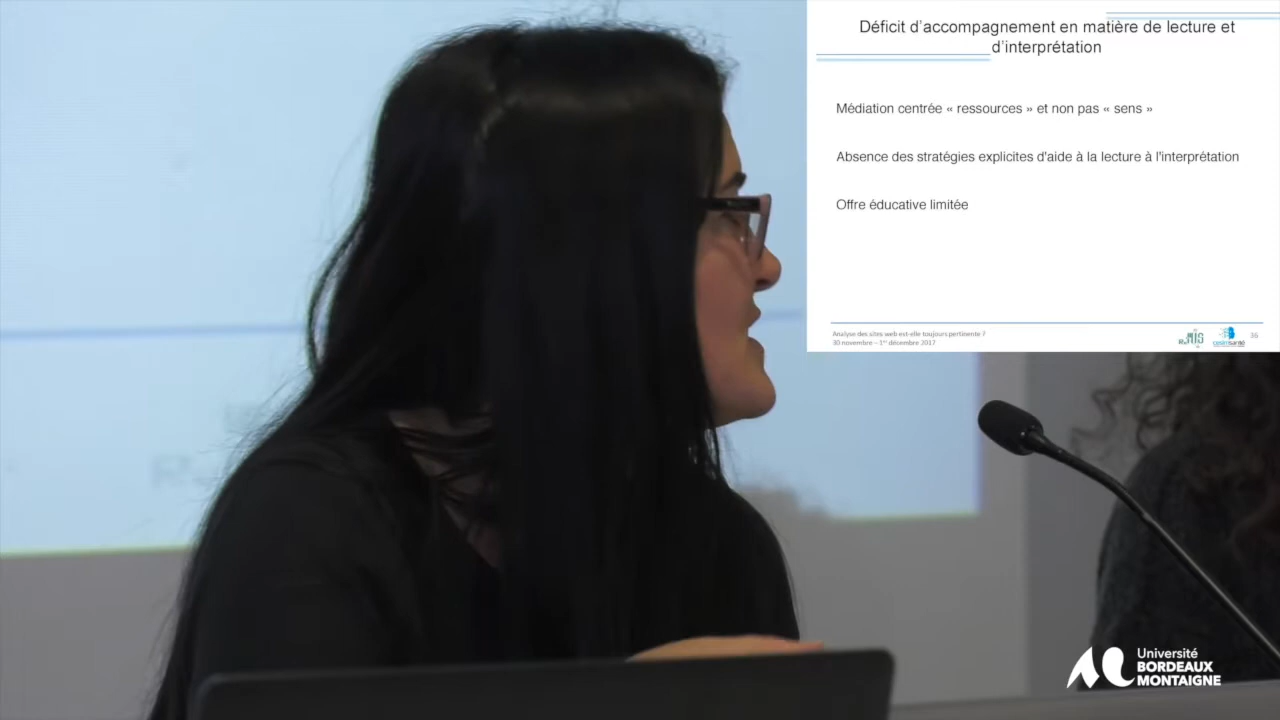 Déficit d'accompagnement en matière de lecture et
d'interprétation
Médiation centrée « ressources » et non pas « sens »
Absence des stratégies explicites d'aide à la lecture à l'interprétation
Offre éducative limitée
Analyse des sites web est-elle toujours pertinente ?
30 novembre – 1er décembre 2017
36
Université
BORDEAUX
MONTAIGNE